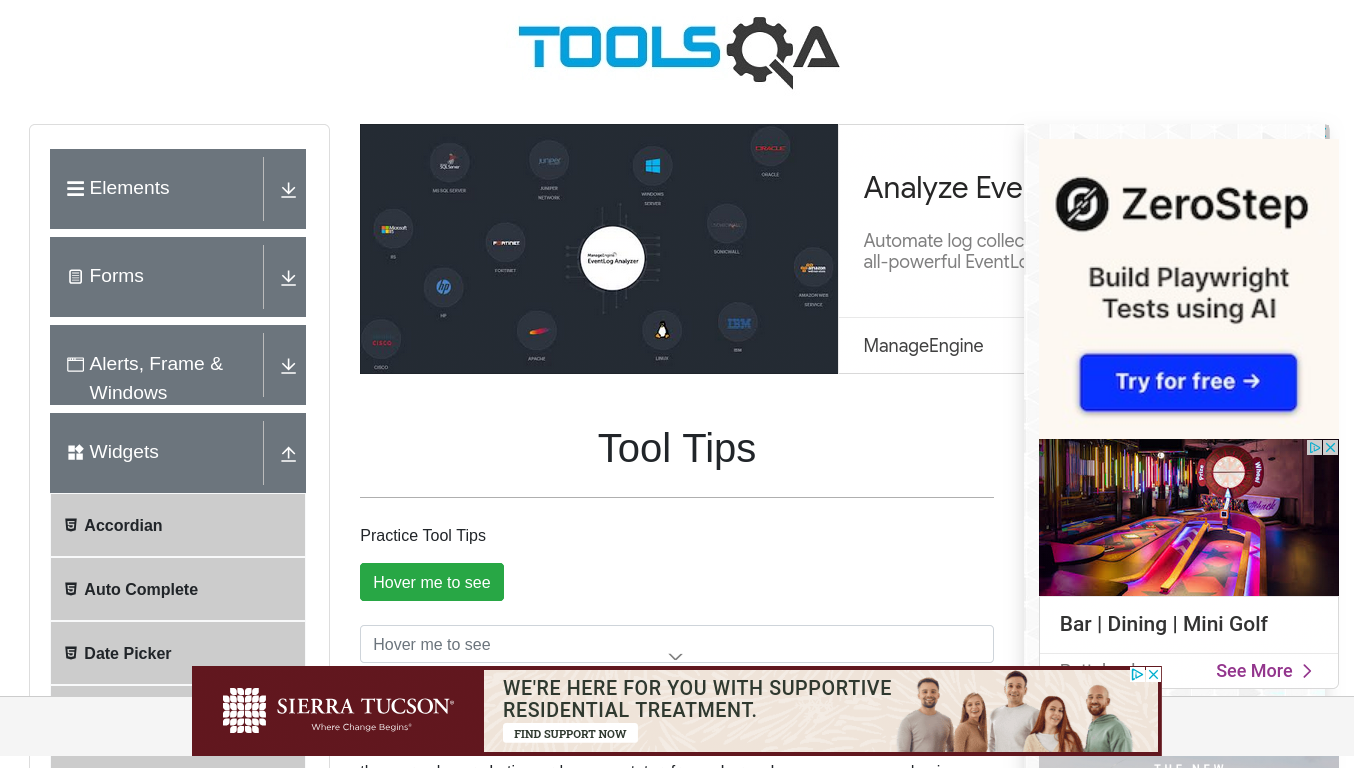 TOOLSQA
Elements
Forms
Alerts, Frame &
Windows
Widgets
Accordian
Auto Complete
Date Picker
SQL Server
MS SQL SERVER
JUNIPER
JUNIPER
NETWORK
WINDOWS
SERVER
ORACLE
ORACLE
Microsoft
IIS
FORTINET
FORTINET
ManageEngine
EventLog Analyzer
SONICWALL
SONICWALL
amazon
AMAZON WEB
SERVICE
hp
HP
CISCO
CISCO
APACHE
LINUX
IBM
IBM
Analyze Eve
Automate log collec
all-powerful EventLo
ManageEngine
ZeroStep
Build Playwright
Tests using AI
Try for free →
Tool Tips
Practice Tool Tips
Hover me to see
Hover me to see
Bar | Dining | Mini Golf
See More
SIERRA TUCSON®
Where Change Begins®
WE'RE HERE FOR YOU WITH SUPPORTIVE
RESIDENTIAL TREATMENT.
FIND SUPPORT NOW
THE NEW